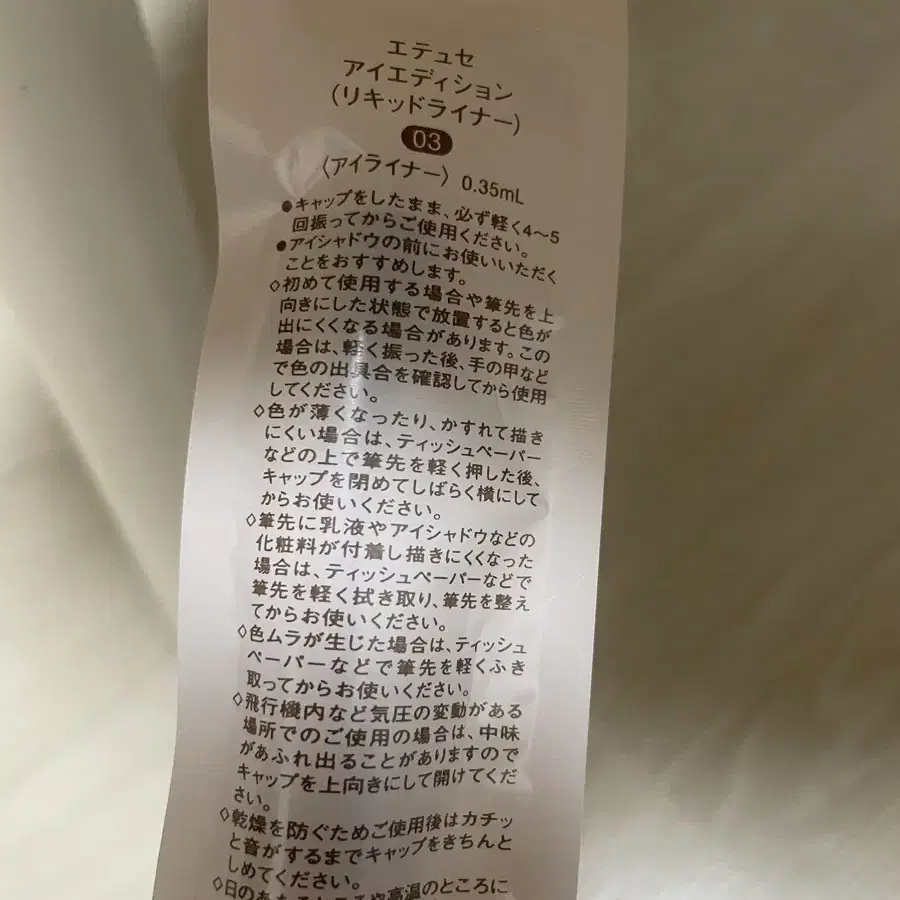 エテュセ
アイエディション
(リキッドライナー)
03
〈アイライナー〉 0.35mL
●キャップをしたまま、必ず軽く4〜5
回振ってからご使用ください。
●アイシャドウの前にお使いいただく
ことをおすすめします。
◇初めて使用する場合や筆先を上
向きにした状態で放置すると色が
出にくくなる場合があります。この
場合は、軽く振った後、手の甲など
で色の出具合を確認してから使用
してください。
◇色が薄くなったり、かすれて描き
にくい場合は、ティッシュペーパー
などの上で筆先を軽く押した後、
キャップを閉めてしばらく横にして
からお使いください。
◇筆先に乳液やアイシャドウなどの
化粧料が付着し描きにくくなった
場合は、ティッシュペーパーなどで
筆先を軽く拭き取り、筆先を整え
てからお使いください。
◇色ムラが生じた場合は、ティッシュ
ペーパーなどで筆先を軽くふき
取ってからお使いください。
◇飛行機内など気圧の変動がある
場所でのご使用の場合は、中味
があふれ出ることがありますので
キャップを上向きにして開けてくだ
さい。
◇乾燥を防ぐためご使用後はカチッ
と音がするまでキャップをきちんと
しめてください。
◇日のあたるところや高温のところに